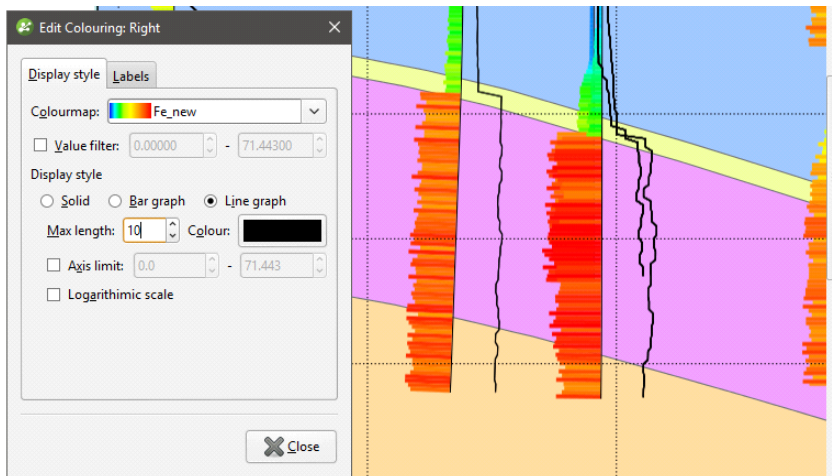 Edit Colouring: Right
Display style
Labels
Colourmap: Fe_new
Value filter: 0.00000 - 71.44300
Display style
Solid Bar graph Line graph
Max length: 10 Colour:
Axis limit: 0.0 - 71.443
Logarithimic scale
Close